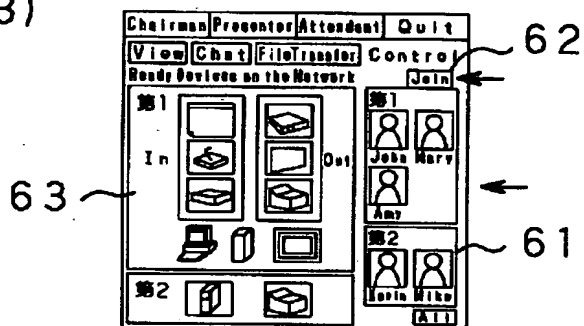 3)
Chairman Presenter Attendant Quit
View Chat FileTransfer Control
Ready Devices on the Network Join
62
第1
In
Out
第1
John Mary
Amy
63
第2
第2
Karin Mike
61
All